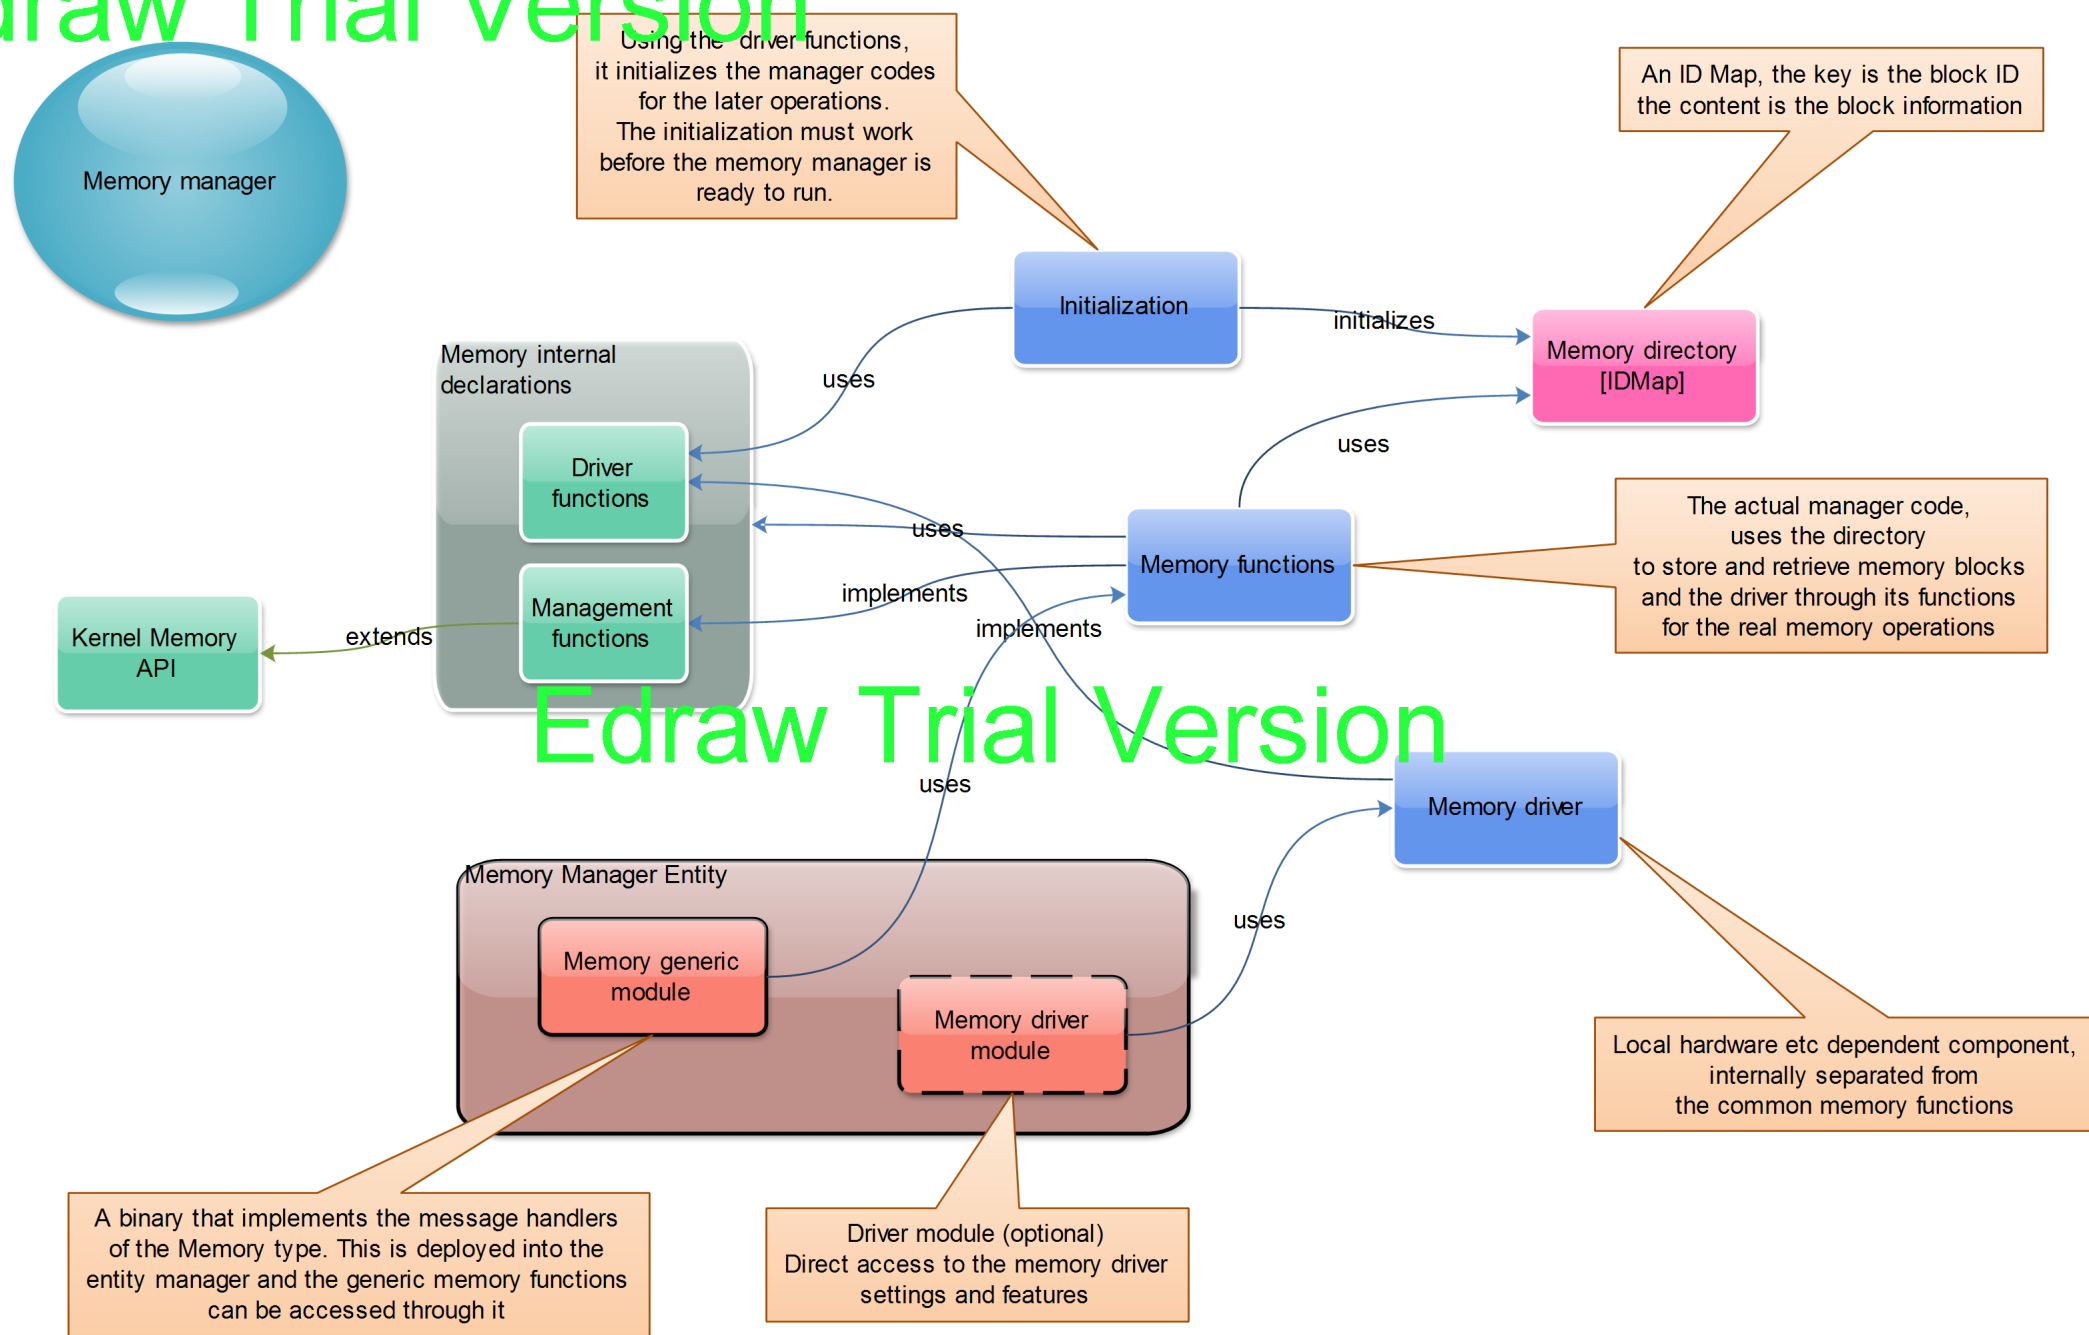 draw Trial Version
Memory manager
Using the driver functions,
it initializes the manager codes
for the later operations.
The initialization must work
before the memory manager is
ready to run.
An ID Map, the key is the block ID
the content is the block information
Initialization
initializes
Memory directory
[IDMap]
Memory internal
declarations
uses
Driver
functions
uses
uses
Memory functions
The actual manager code,
uses the directory
to store and retrieve memory blocks
and the driver through its functions
for the real memory operations
implements
Management
functions
implements
extends
Kernel Memory
API
Edraw Trial Version
uses
Memory driver
Memory Manager Entity
uses
Memory generic
module
Memory driver
module
Local hardware etc dependent component,
internally separated from
the common memory functions
A binary that implements the message handlers
of the Memory type. This is deployed into the
entity manager and the generic memory functions
can be accessed through it
Driver module (optional)
Direct access to the memory driver
settings and features